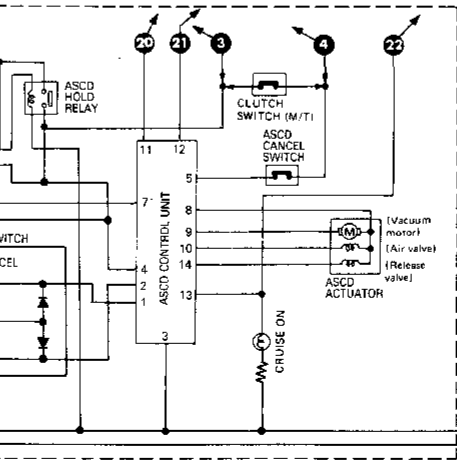 20
21
3
4
22
ASCD
HOLD
RELAY
CLUTCH
SWITCH (M/T)
ASCD
CANCEL
SWITCH
11
12
5
7
8
9
10
14
4
2
1
13
3
ASCD CONTROL UNIT
M
(Vacuum
motor)
(Air valve)
(Release
valve)
ASCD
ACTUATOR
WITCH
CEL
CRUISE ON